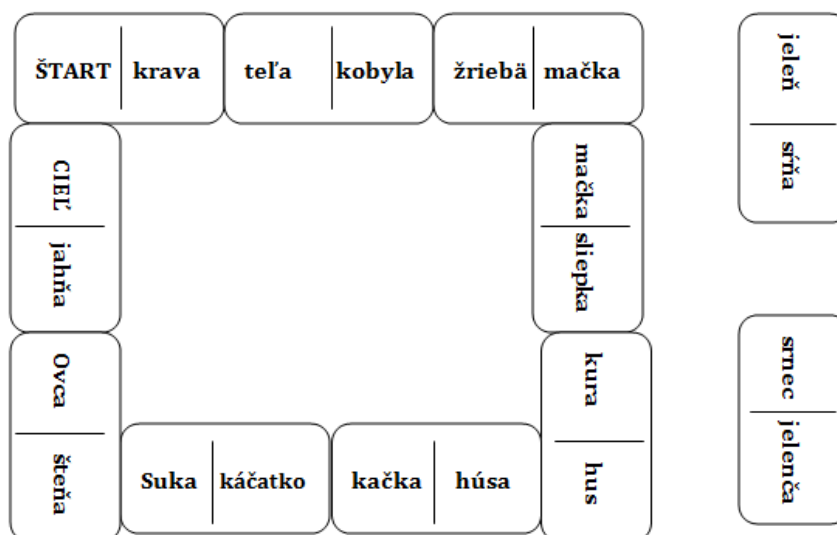 ŠTART krava teľa kobyla žriebä mačka
mačka
sliepka
kura
hus
húsa
kačka
káčatko
Suka
šteňa
Ovca
jahňa
CIEĽ
jeleň
sŕňa
srnec
jelenča